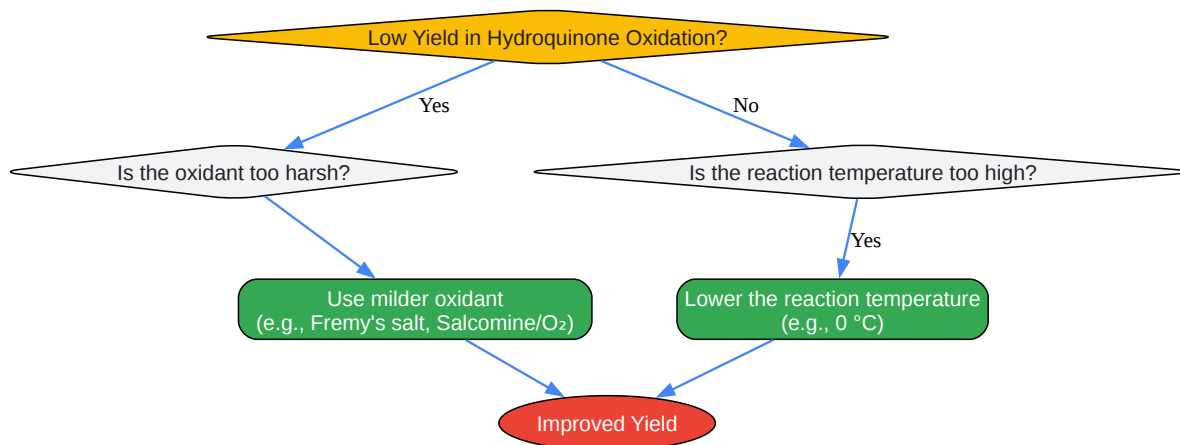 Low Yield in Hydroquinone Oxidation?
Yes
No
Is the oxidant too harsh?
Is the reaction temperature too high?
Yes
Use milder oxidant
(e.g., Fremy's salt, Salcomine/O₂)
Lower the reaction temperature
(e.g., 0 °C)
Improved Yield